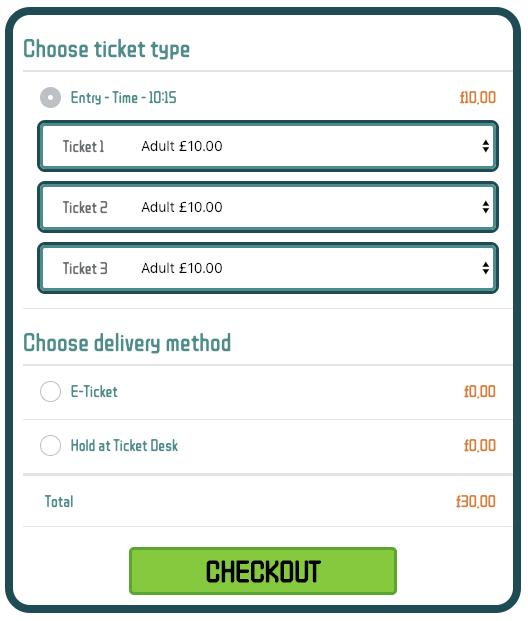 Choose ticket type
Entry - Time - 10:15 £10.00
Ticket 1 Adult £10.00
Ticket 2 Adult £10.00
Ticket 3 Adult £10.00
Choose delivery method
E-Ticket £0.00
Hold at Ticket Desk £0.00
Total £30.00
CHECKOUT